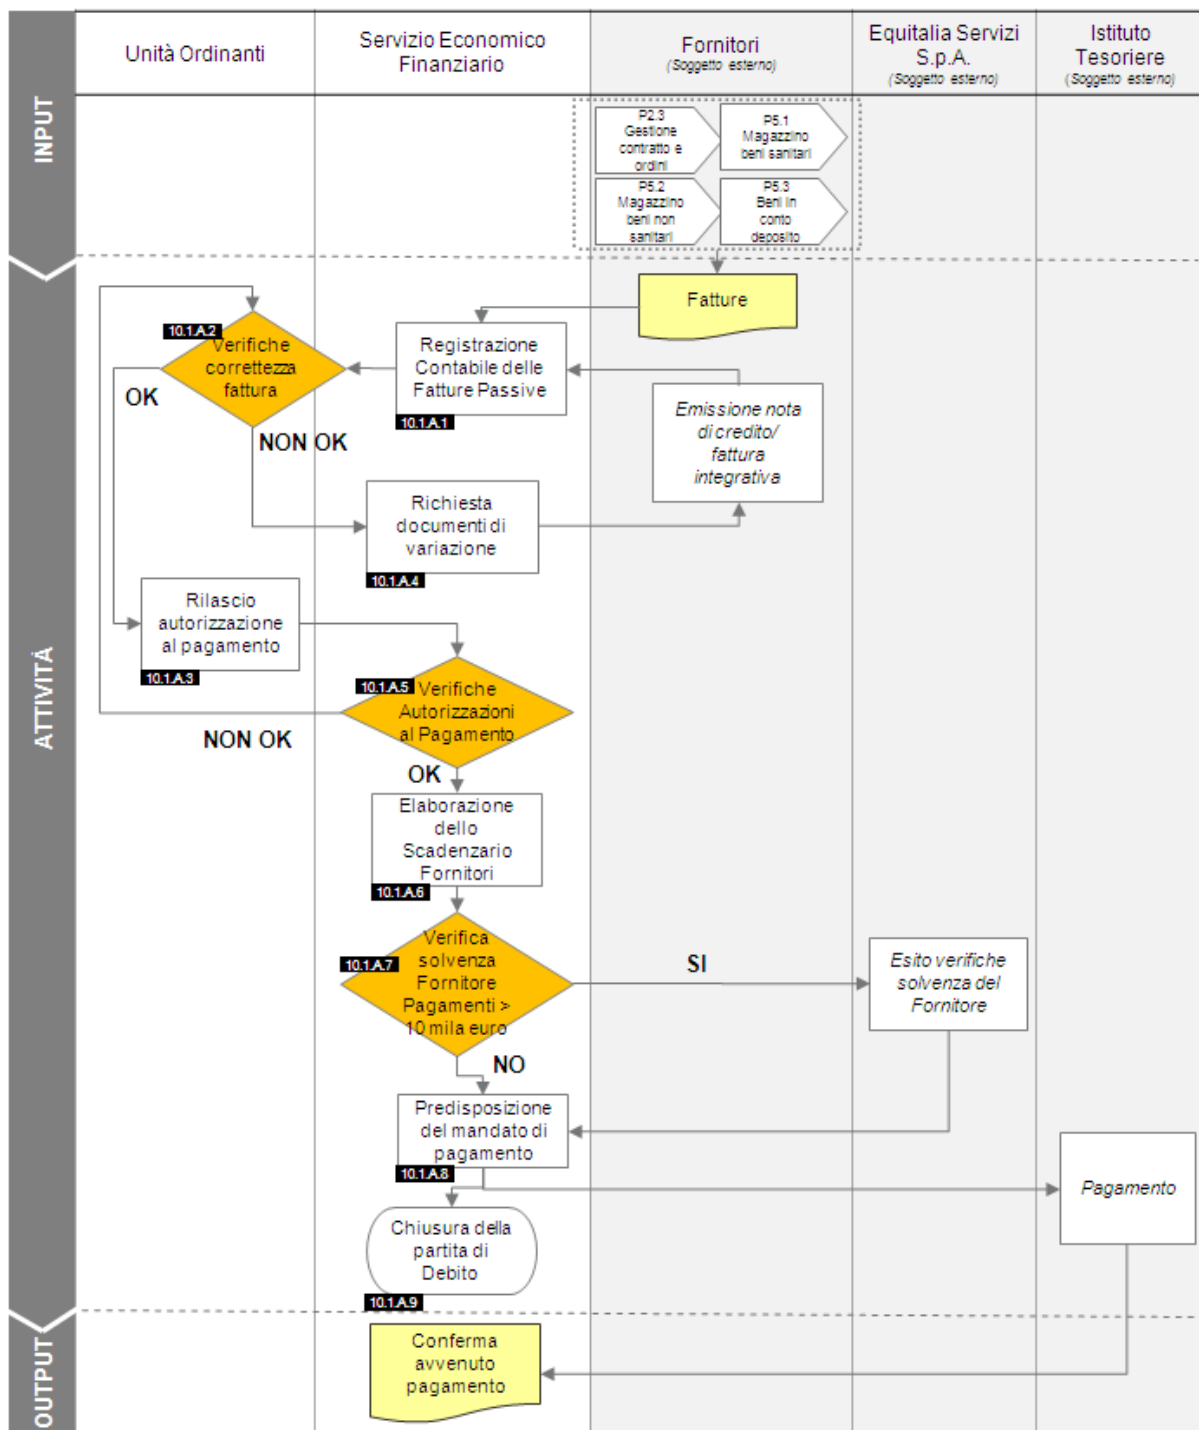 Unità Ordinanti
Servizio Economico
Finanziario
Fornitori
(Soggetto esterno)
Equitalia Servizi
S.p.A.
(Soggetto esterno)
Istituto
Tesoriere
(Soggetto esterno)
INPUT
P2.3
Gestione
contratto e
ordini
P5.1
Magazzino
beni sanitari
P5.2
Magazzino
beni non
sanitari
P5.3
Beni in
conto
deposito
ATTIVITÀ
Fatture
10.1.A.2
Verifiche
correttezza
fattura
Registrazione
Contabile delle
Fatture Passive
10.1.A.1
OK
NON OK
Emissione nota
di credito/
fattura
integrativa
Richiesta
documenti di
variazione
10.1.A.4
Rilascio
autorizzazione
al pagamento
10.1.A.3
10.1.A.5
Verifiche
Autorizzazioni
al Pagamento
NON OK
OK
Elaborazione
dello
Scadenzario
Fornitori
10.1.A.6
10.1.A.7
Verifica
solvenza
Fornitore
Pagamenti >
10 mila euro
SI
Esito verifiche
solvenza del
Fornitore
NO
Predisposizione
del mandato di
pagamento
10.1.A.8
Pagamento
Chiusura della
partita di
Debito
10.1.A.9
OUTPUT
Conferma
avvenuto
pagamento